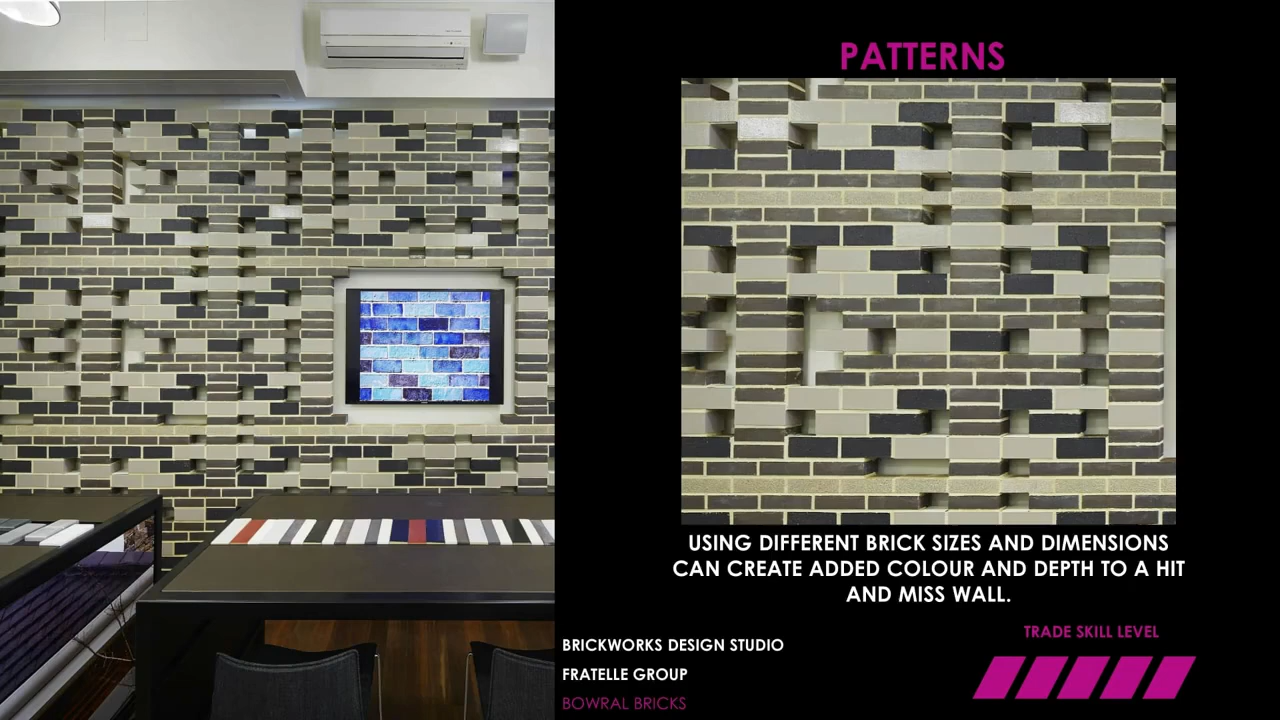 PATTERNS
USING DIFFERENT BRICK SIZES AND DIMENSIONS
CAN CREATE ADDED COLOUR AND DEPTH TO A HIT
AND MISS WALL.
TRADE SKILL LEVEL
BRICKWORKS DESIGN STUDIO
FRATELLE GROUP
BOWRAL BRICKS